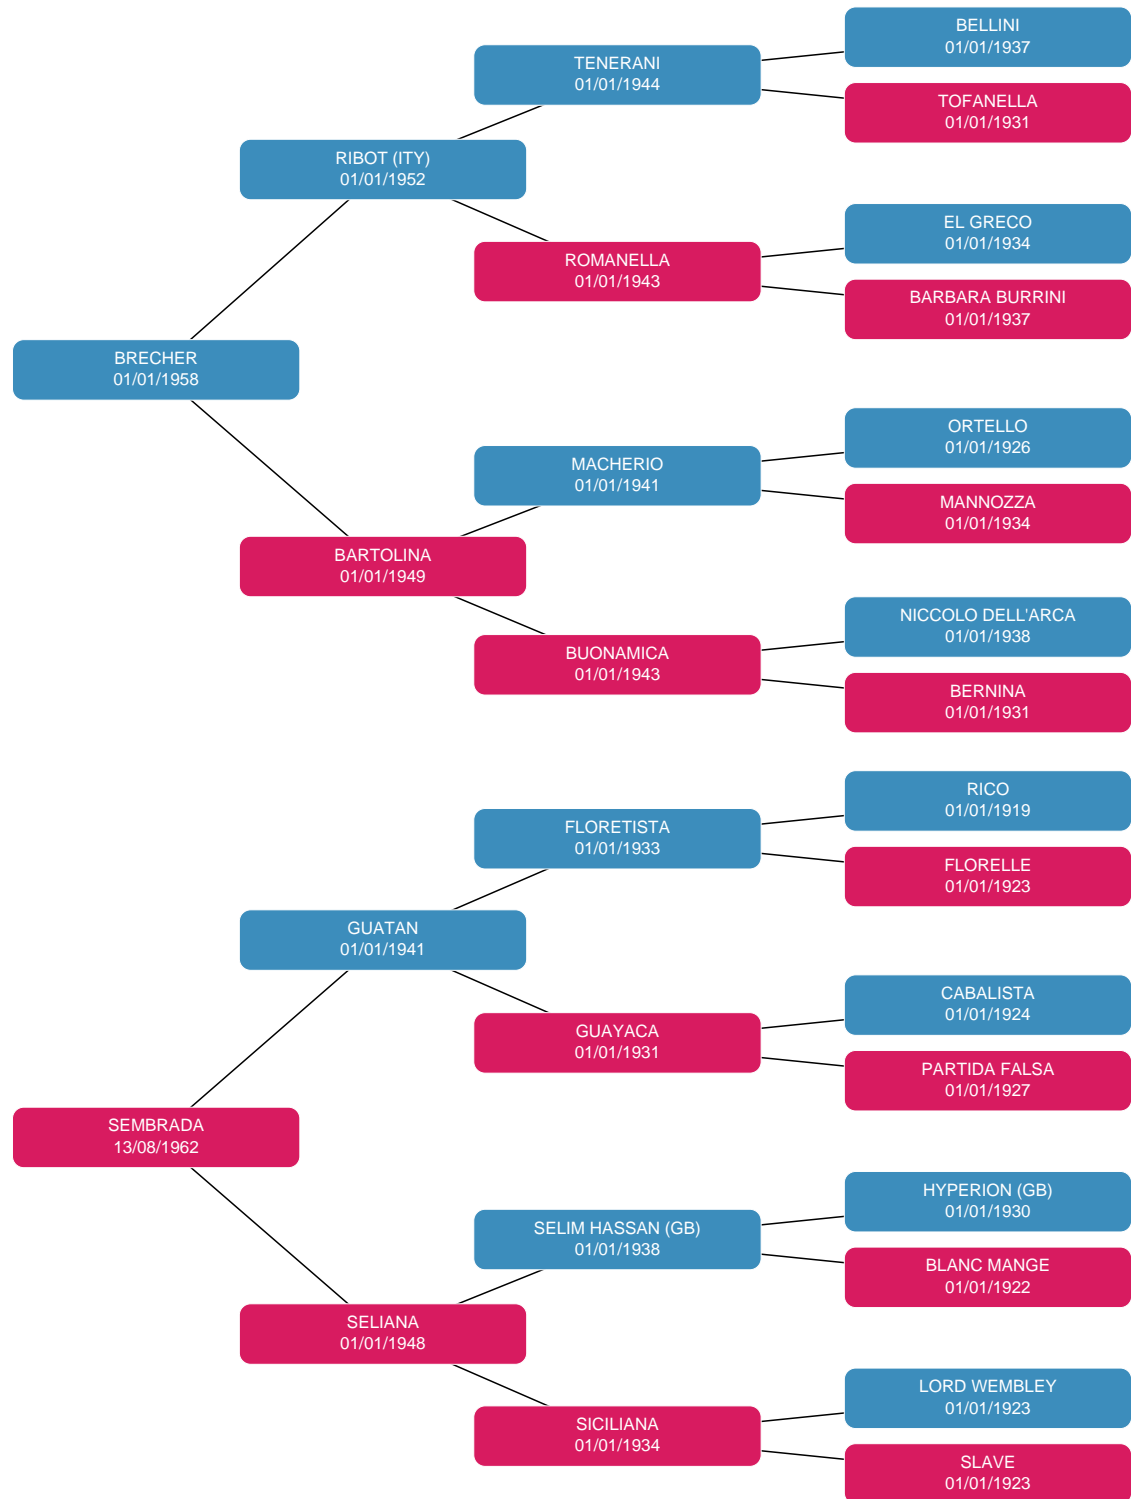 BELLINI
01/01/1937
TENERANI
01/01/1944
TOFANELLA
01/01/1931
RIBOT (ITY)
01/01/1952
EL GRECO
01/01/1934
ROMANELLA
01/01/1943
BARBARA BURRINI
01/01/1937
BRECHER
01/01/1958
ORTELLO
01/01/1926
MACHERIO
01/01/1941
MANNOZZA
01/01/1934
BARTOLINA
01/01/1949
NICCOLO DELL'ARCA
01/01/1938
BUONAMICA
01/01/1943
BERNINA
01/01/1931
RICO
01/01/1919
FLORETISTA
01/01/1933
FLORELLE
01/01/1923
GUATAN
01/01/1941
CABALISTA
01/01/1924
GUAYACA
01/01/1931
PARTIDA FALSA
01/01/1927
SEMBRADA
13/08/1962
HYPERION (GB)
01/01/1930
SELIM HASSAN (GB)
01/01/1938
BLANC MANGE
01/01/1922
SELIANA
01/01/1948
LORD WEMBLEY
01/01/1923
SICILIANA
01/01/1934
SLAVE
01/01/1923